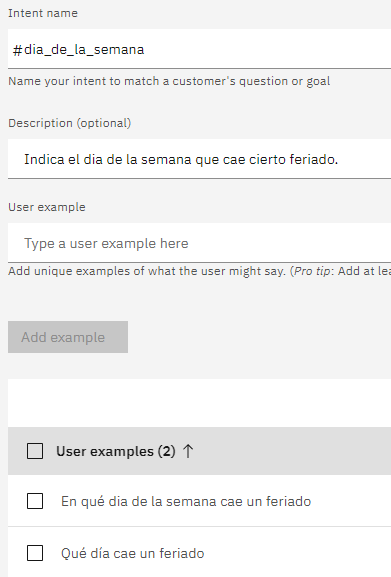 Intent name
#dia_de_la_semana
Name your intent to match a customer's question or goal
Description (optional)
Indica el dia de la semana que cae cierto feriado.
User example
Type a user example here
Add unique examples of what the user might say. (Pro tip: Add at
Add example
User examples (2) ↑
En qué dia de la semana cae un feriado
Qué día cae un feriado